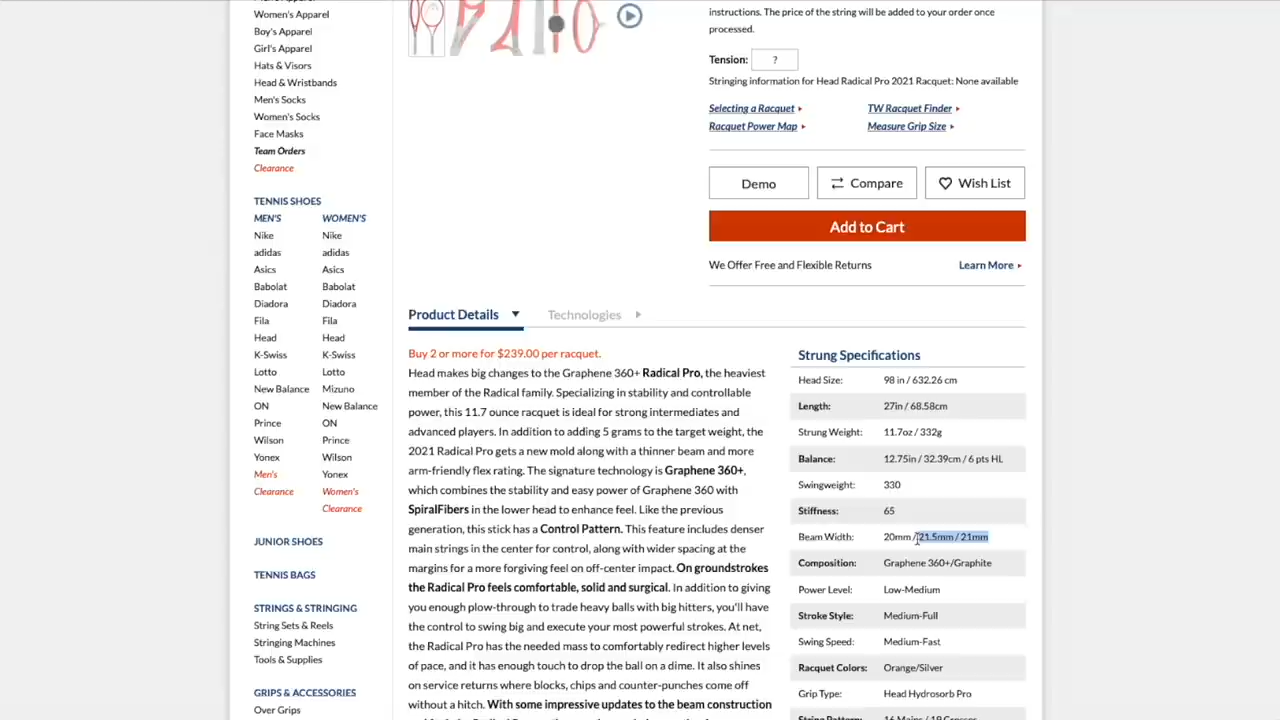 Women's Apparel
Boy's Apparel
Girl's Apparel
Hats & Visors
Head & Wristbands
Men's Socks
Women's Socks
Face Masks
Team Orders
Clearance
TENNIS SHOES
MEN'S WOMEN'S
Nike Nike
adidas adidas
Asics Asics
Babolat Babolat
Diadora Diadora
Fila Fila
Head Head
K-Swiss K-Swiss
Lotto Lotto
New Balance Mizuno
ON New Balance
Prince ON
Wilson Prince
Yonex Wilson
Men's Yonex
Clearance Women's
Clearance
JUNIOR SHOES
TENNIS BAGS
STRINGS & STRINGING
String Sets & Reels
Stringing Machines
Tools & Supplies
GRIPS & ACCESSORIES
Over Grips
instructions. The price of the string will be added to your order once
processed.
Tension: ?
Stringing information for Head Radical Pro 2021 Racquet: None available
Selecting a Racquet TW Racquet Finder
Racquet Power Map Measure Grip Size
Demo Compare Wish List
Add to Cart
We Offer Free and Flexible Returns Learn More
Product Details Technologies
Buy 2 or more for $239.00 per racquet.
Head makes big changes to the Graphene 360+ Radical Pro, the heaviest
member of the Radical family. Specializing in stability and controllable
power, this 11.7 ounce racquet is ideal for strong intermediates and
advanced players. In addition to adding 5 grams to the target weight, the
2021 Radical Pro gets a new mold along with a thinner beam and more
arm-friendly flex rating. The signature technology is Graphene 360+,
which combines the stability and easy power of Graphene 360 with
SpiralFibers in the lower head to enhance feel. Like the previous
generation, this stick has a Control Pattern. This feature includes denser
main strings in the center for control, along with wider spacing at the
margins for a more forgiving feel on off-center impact. On groundstrokes
the Radical Pro feels comfortable, solid and surgical. In addition to giving
you enough plow-through to trade heavy balls with big hitters, you'll have
the control to swing big and execute your most powerful strokes. At net,
the Radical Pro has the needed mass to comfortably redirect higher levels
of pace, and it has enough touch to drop the ball on a dime. It also shines
on service returns where blocks, chips and counter-punches come off
without a hitch. With some impressive updates to the beam construction
Strung Specifications
Head Size: 98 in / 632.26 cm
Length: 27in / 68.58cm
Strung Weight: 11.7oz / 332g
Balance: 12.75in / 32.39cm / 6 pts HL
Swingweight: 330
Stiffness: 65
Beam Width: 20mm / 21.5mm / 21mm
Composition: Graphene 360+/Graphite
Power Level: Low-Medium
Stroke Style: Medium-Full
Swing Speed: Medium-Fast
Racquet Colors: Orange/Silver
Grip Type: Head Hydrosorb Pro
String Pattern: 16 Mains / 19 Crosses